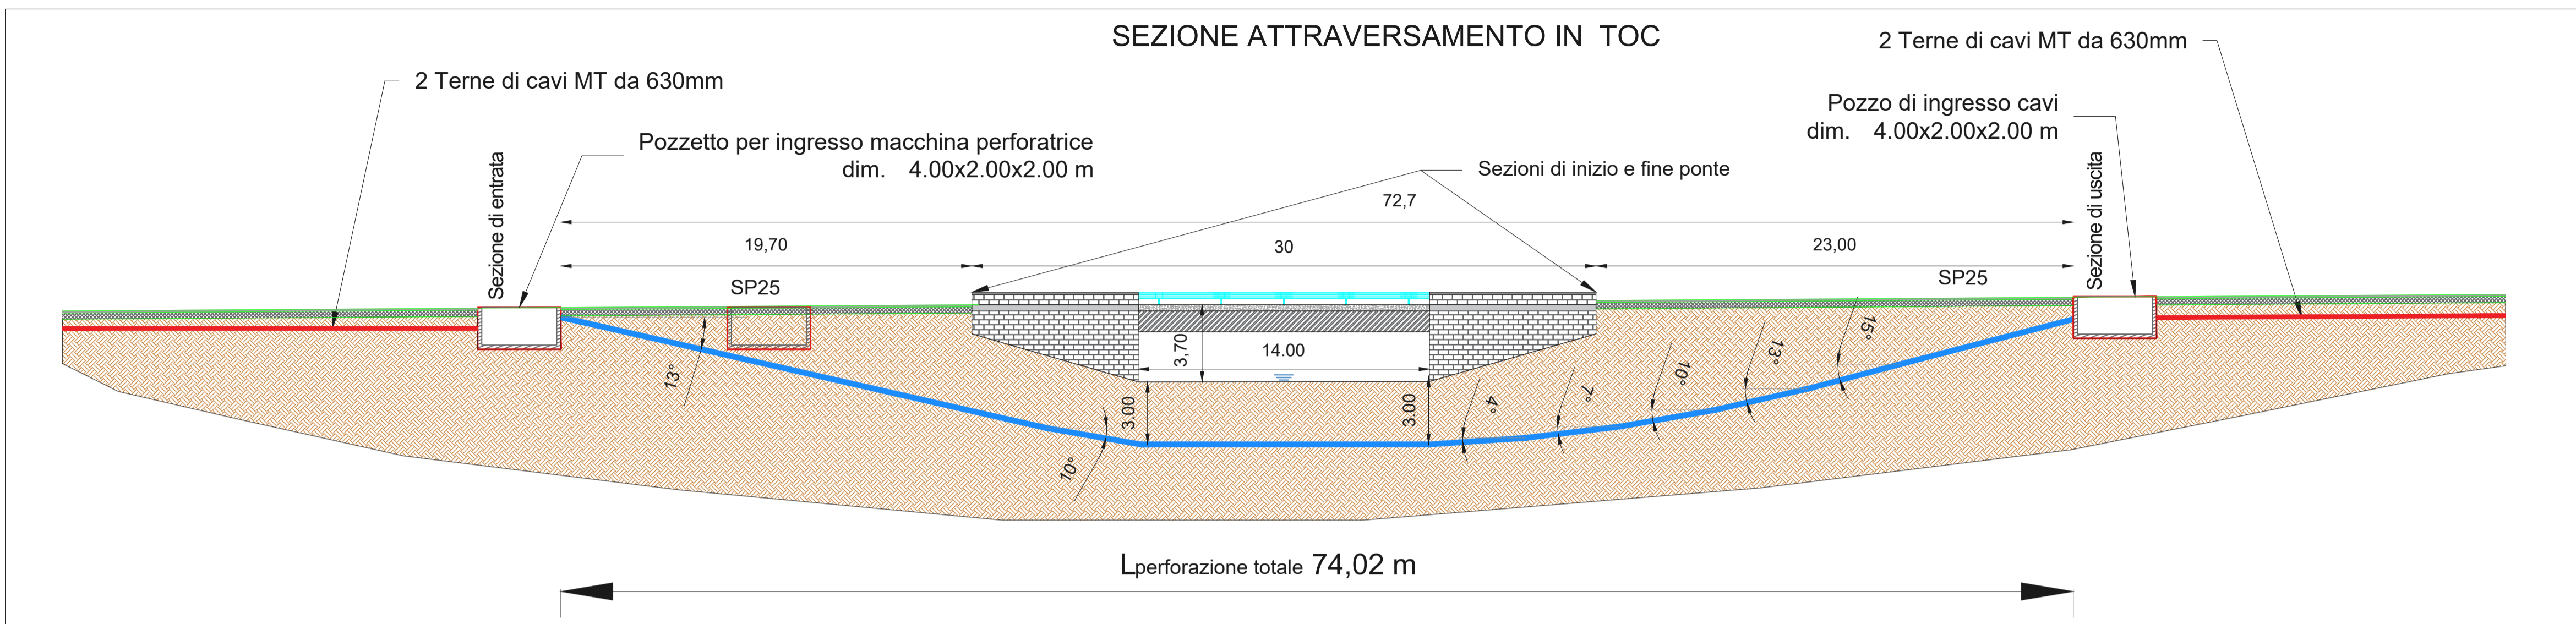 SEZIONE ATTRAVERSAMENTO IN TOC
2 Terne di cavi MT da 630mm
2 Terne di cavi MT da 630mm
Pozzetto per ingresso macchina perforatrice
dim. 4.00x2.00x2.00 m
Pozzo di ingresso cavi
dim. 4.00x2.00x2.00 m
Sezione di entrata
Sezioni di inizio e fine ponte
Sezione di uscita
72,7
19,70
30
23,00
SP25
SP25
3,70
14.00
13°
10°
3.00
3.00
4°
7°
10°
13°
15°
Lperforazione totale 74,02 m